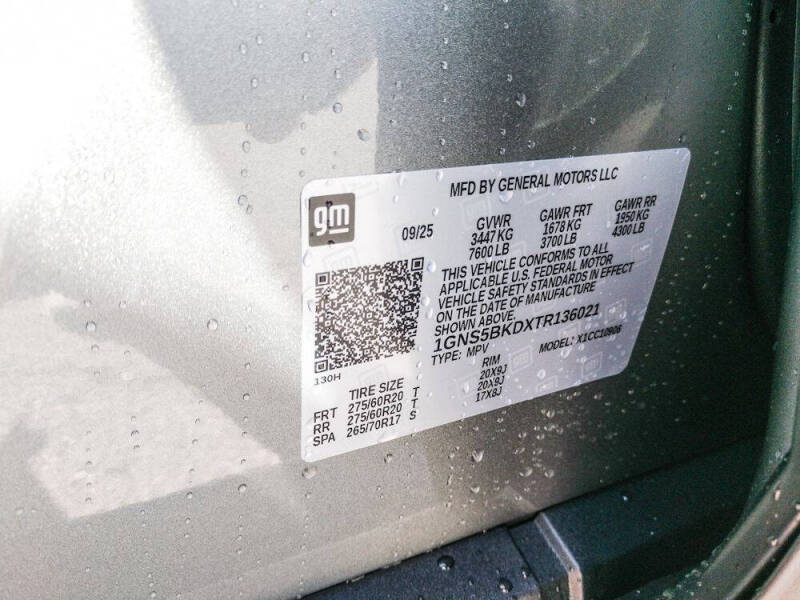 MFD BY GENERAL MOTORS LLC
gm
09/25
GVWR
3447 KG
7600 LB
GAWR FRT
1678 KG
3700 LB
GAWR RR
1950 KG
4300 LB
THIS VEHICLE CONFORMS TO ALL
APPLICABLE U.S. FEDERAL MOTOR
VEHICLE SAFETY STANDARDS IN EFFECT
ON THE DATE OF MANUFACTURE
SHOWN ABOVE.
1GNS5BKDXTR136021
TYPE: MPV
MODEL: X1CC10906
130H
TIRE SIZE RIM
FRT 275/60R20 T 20X9J
RR 275/60R20 T 20X9J
SPA 265/70R17 S 17X8J